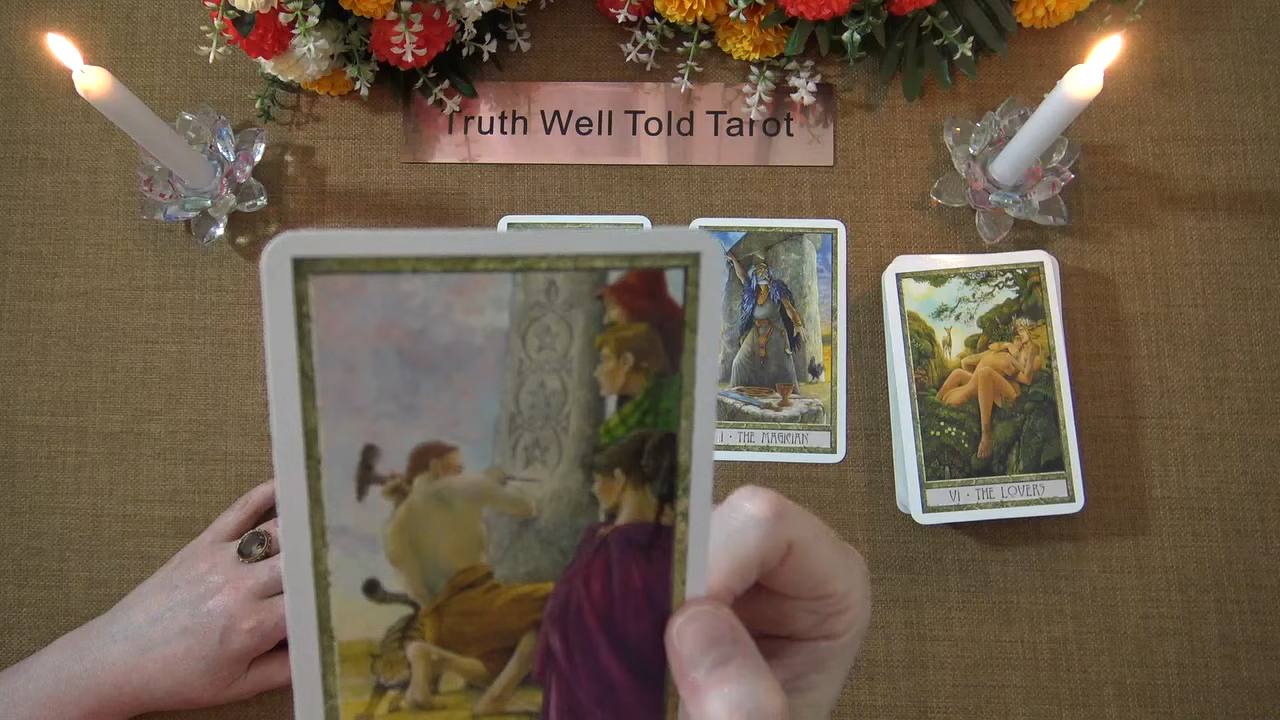 Truth Well Told Tarot
I • THE MAGICIAN
VI • THE LOVERS